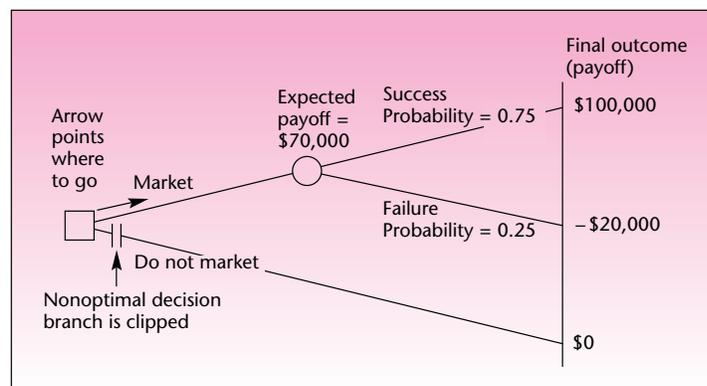 Final outcome
(payoff)
Expected
payoff =
$70,000
Success
Probability = 0.75
$100,000
Arrow
points
where
to go
Market
Failure
Probability = 0.25
– $20,000
Do not market
Nonoptimal decision
branch is clipped
$0